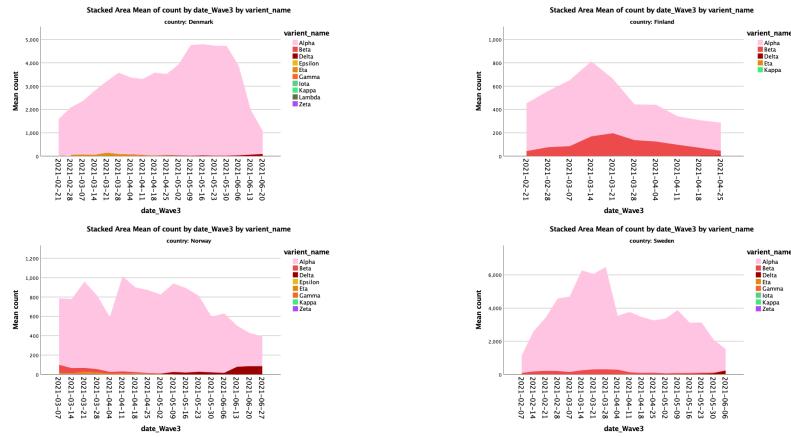 Stacked Area Mean of count by date_Wave3 by varient_name
country: Denmark
varient_name
Alpha
Beta
Delta
Epsilon
Eta
Gamma
Iota
Kappa
Lambda
Zeta
Mean count
5,000
4,000
3,000
2,000
1,000
0
2021-02-21
2021-02-28
2021-03-07
2021-03-14
2021-03-21
2021-03-28
2021-04-04
2021-04-11
2021-04-18
2021-04-25
2021-05-02
2021-05-09
2021-05-16
2021-05-23
2021-05-30
2021-06-06
2021-06-13
2021-06-20
date_Wave3
Stacked Area Mean of count by date_Wave3 by varient_name
country: Finland
varient_name
Alpha
Beta
Delta
Eta
Kappa
Mean count
1,000
800
600
400
200
0
2021-02-21
2021-02-28
2021-03-07
2021-03-14
2021-03-21
2021-03-28
2021-04-04
2021-04-11
2021-04-18
2021-04-25
date_Wave3
Stacked Area Mean of count by date_Wave3 by varient_name
country: Norway
varient_name
Alpha
Beta
Delta
Epsilon
Eta
Gamma
Kappa
Zeta
Mean count
1,200
1,000
800
600
400
200
0
2021-03-07
2021-03-14
2021-03-21
2021-03-28
2021-04-04
2021-04-11
2021-04-18
2021-04-25
2021-05-02
2021-05-09
2021-05-16
2021-05-23
2021-05-30
2021-06-06
2021-06-13
2021-06-20
2021-06-27
date_Wave3
Stacked Area Mean of count by date_Wave3 by varient_name
country: Sweden
varient_name
Alpha
Beta
Delta
Eta
Gamma
Iota
Kappa
Zeta
Mean count
6,000
4,000
2,000
0
2021-02-07
2021-02-14
2021-02-21
2021-02-28
2021-03-07
2021-03-14
2021-03-21
2021-03-28
2021-04-04
2021-04-11
2021-04-18
2021-04-25
2021-05-02
2021-05-09
2021-05-16
2021-05-23
2021-05-30
2021-06-06
date_Wave3